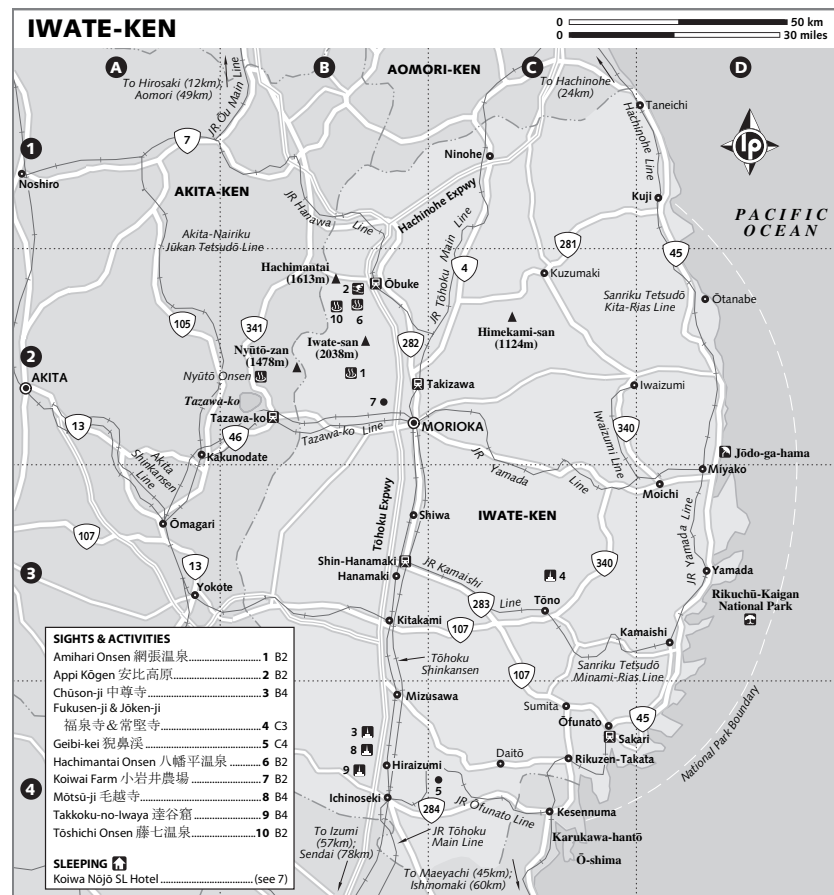 IWATE-KEN
0 50 km
0 30 miles
A
B
C
D
1
2
3
4
To Hirosaki (12km);
Aomori (49km)
JR Ōu Main Line
AOMORI-KEN
To Hachinohe
(24km)
Hachinohe Line
Taneichi
lp
7
Noshiro
Ninohe
AKITA-KEN
JR Hanawa Line
Hachinohe Expwy
Kuji
PACIFIC
OCEAN
Akita-Nairiku
Jūkan Tetsudō Line
JR Tōhoku Main Line
4
281
45
Hachimantai
(1613m)
2
Ōbuke
Kuzumaki
Sanriku Tetsudō
Kita-Rias Line
Ōtanabe
10
6
105
341
Iwate-san
(2038m)
282
Himekami-san
(1124m)
Nyūtō-zan
(1478m)
Nyūtō Onsen
1
Takizawa
AKITA
Iwaizumi
Tazawa-ko
7
Tazawa-ko
MORIOKA
13
46
Tazawa-ko Line
340
Iwaizumi Line
Kakunodate
JR Yamada Line
Jōdo-ga-hama
Miyako
Akita
Shinkansen
Line
Moichi
Ōmagari
Tōhoku Expwy
Shiwa
IWATE-KEN
JR Yamada Line
107
13
Shin-Hanamaki
Hanamaki
JR Kamaishi Line
4
340
Yamada
Yokote
283
Tōno
Rikuchū-Kaigan
National Park
Kitakami
107
Kamaishi
Tōhoku
Shinkansen
107
Sanriku Tetsudō
Minami-Rias Line
Mizusawa
Sumita
45
Ōfunato
3
8
Sakari
National Park Boundary
9
Hiraizumi
Daitō
Rikuzen-Takata
5
Ichinoseki
284
JR Ōfunato Line
Kesennuma
To Izumi
(57km);
Sendai (78km)
JR Tōhoku
Main Line
Karukawa-hantō
Ō-shima
To Maeyachi (45km);
Ishinomaki (60km)
SIGHTS & ACTIVITIES
Amihari Onsen 網張温泉 1 B2
Appi Kōgen 安比高原 2 B2
Chūson-ji 中尊寺 3 B4
Fukusen-ji & Jōken-ji
福泉寺&常堅寺 4 C3
Geibi-kei 猊鼻渓 5 C4
Hachimantai Onsen 八幡平温泉 6 B2
Koiwai Farm 小岩井農場 7 B2
Mōtsū-ji 毛越寺 8 B4
Takkoku-no-Iwaya 達谷窟 9 B4
Tōshichi Onsen 藤七温泉 10 B2
SLEEPING
Koiwa Nōjō SL Hotel (see 7)